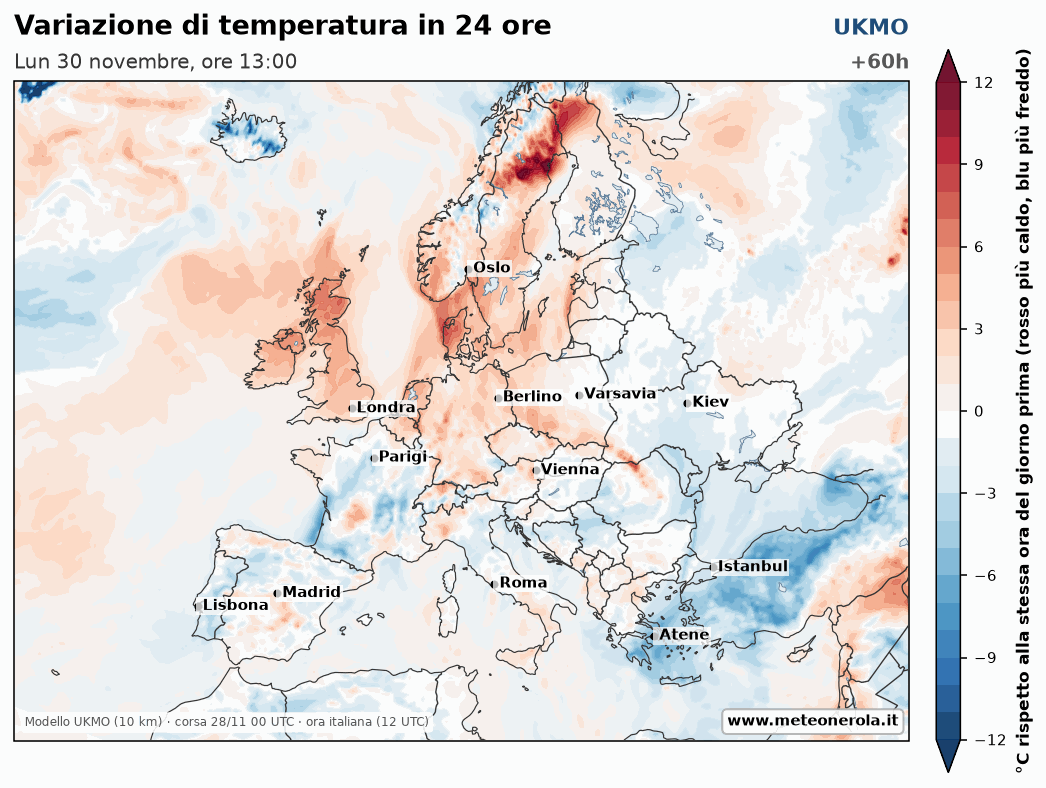 Variazione di temperatura in 24 ore
UKMO
Lun 30 novembre, ore 13:00
+60h
Oslo
Londra
Berlino
Varsavia
Kiev
Parigi
Vienna
Istanbul
Madrid
Roma
Lisbona
Atene
Modello UKMO (10 km) · corsa 28/11 00 UTC · ora italiana (12 UTC)
www.meteonerola.it
12
9
6
3
0
−3
−6
−9
−12
°C rispetto alla stessa ora del giorno prima (rosso più caldo, blu più freddo)